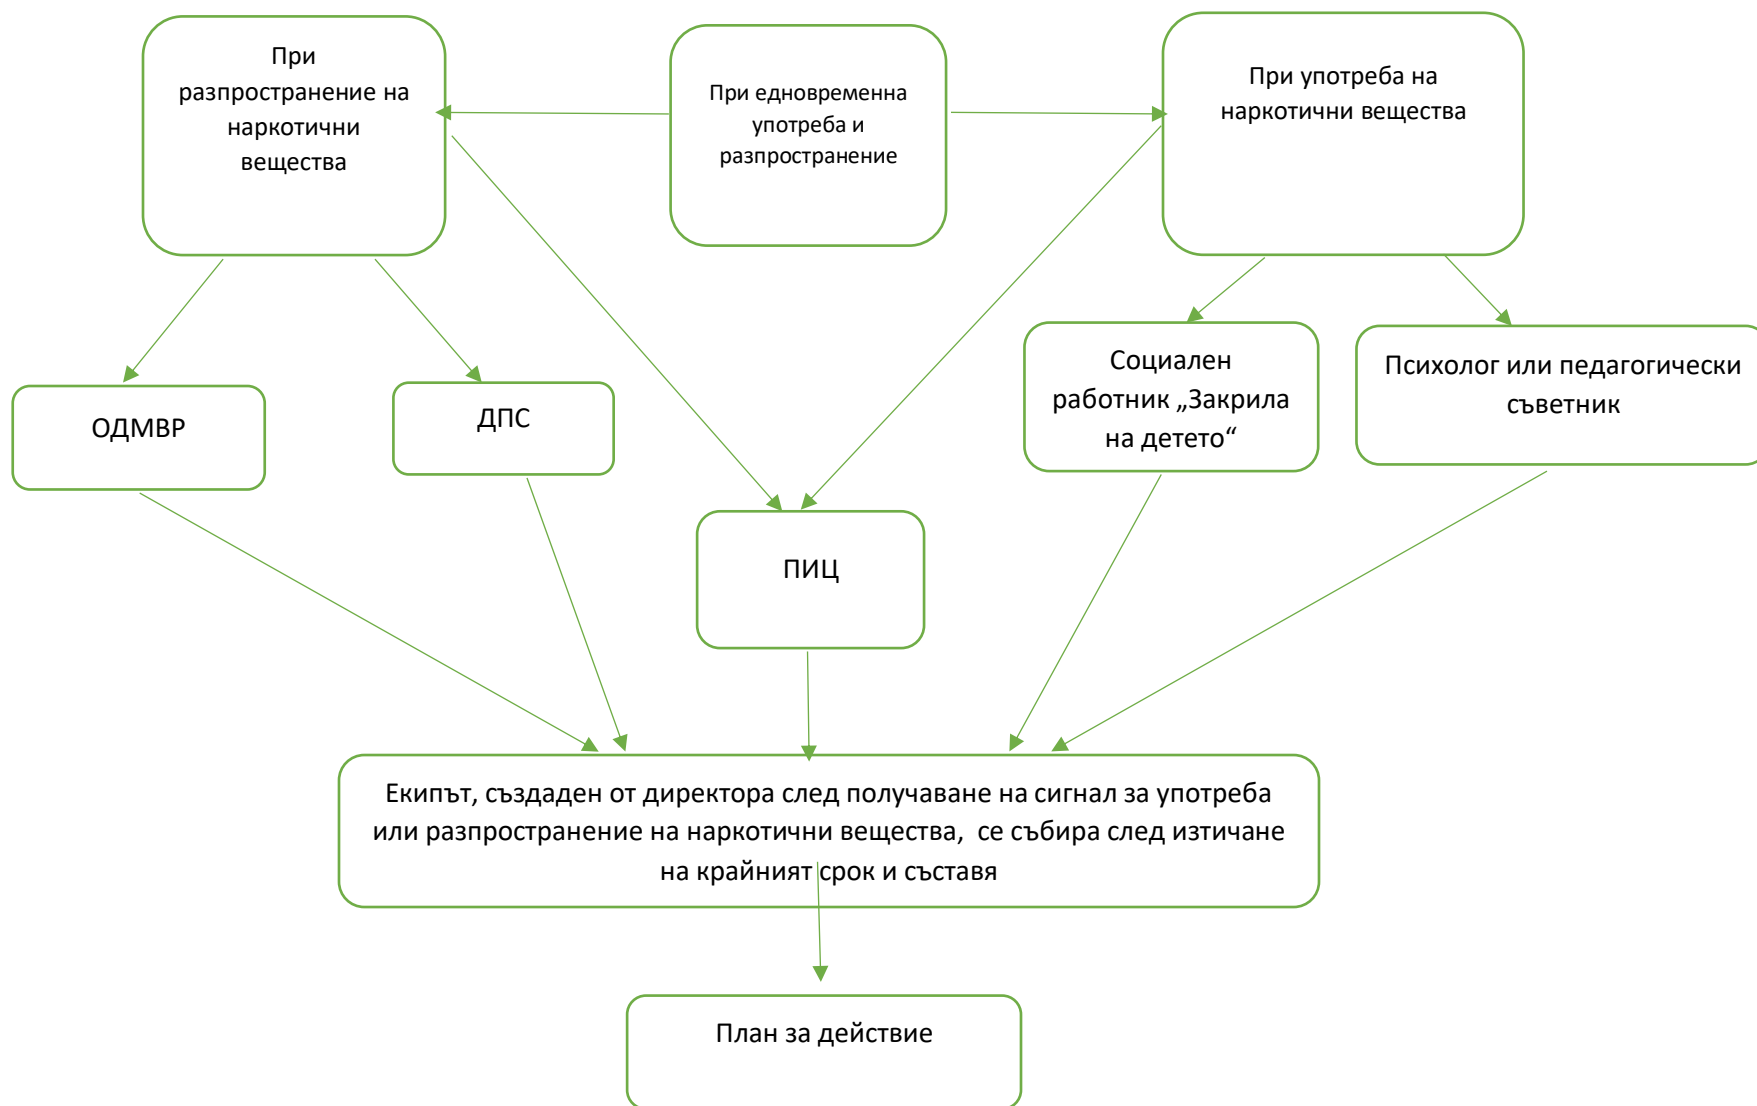 При
разпространение на
наркотични
вещества
При едновременна
употреба и
разпространение
При употреба на
наркотични вещества
ОДМВР
ДПС
Социален
работник „Закрила
на детето“
Психолог или педагогически
съветник
ПИЦ
Екипът, създаден от директора след получаване на сигнал за употреба
или разпространение на наркотични вещества, се събира след изтичане
на крайният срок и съставя
План за действие